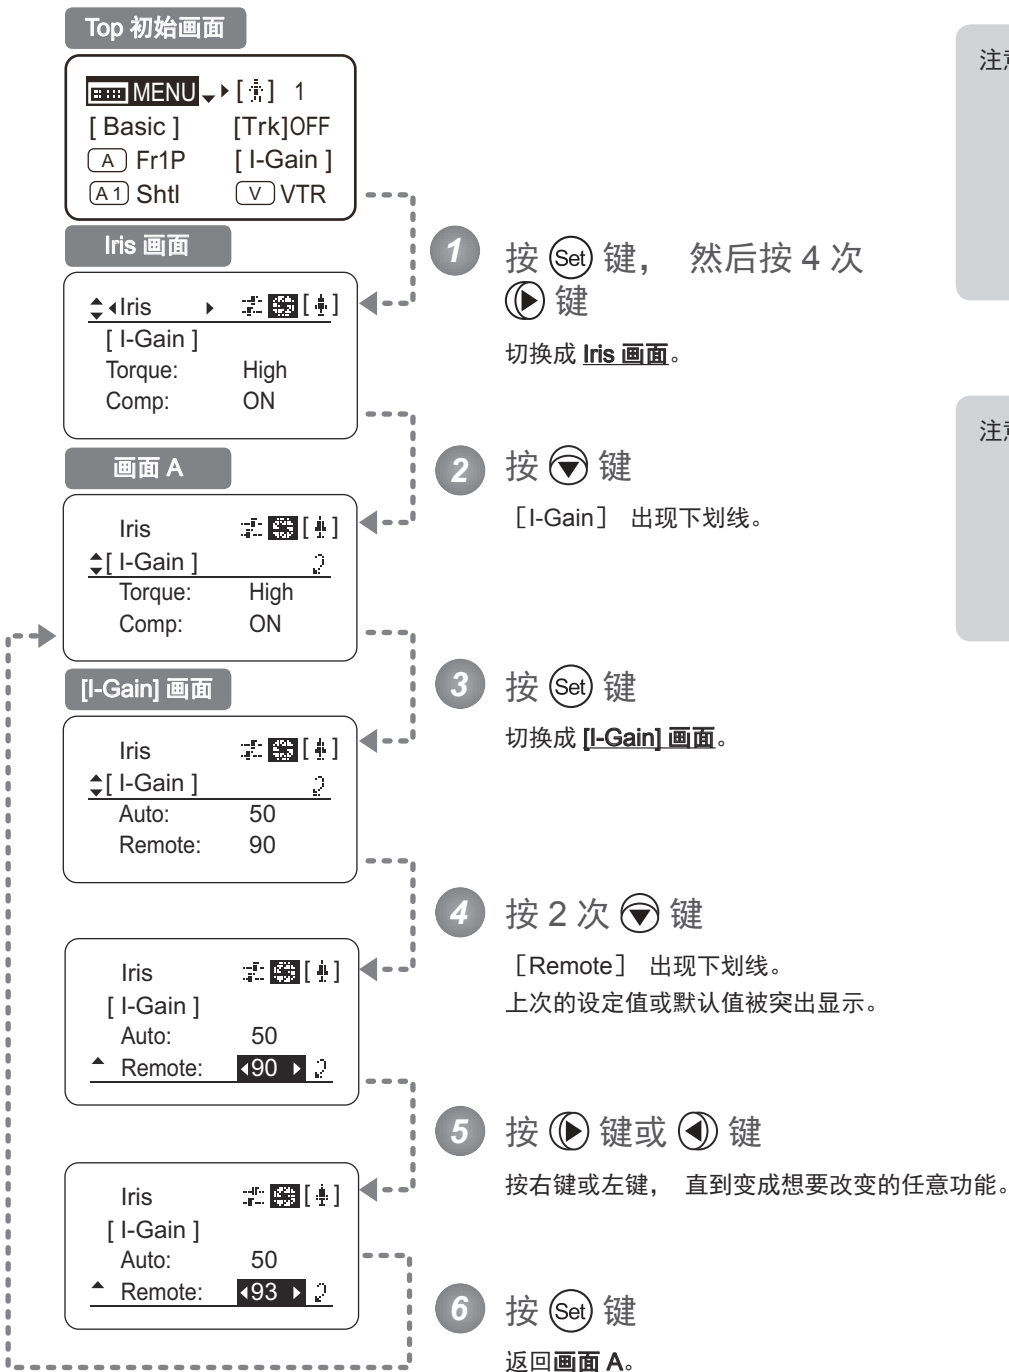 Top 初始画面
MENU [ ] 1
[ Basic ] [Trk]OFF
A Fr1P [ I-Gain ]
A 1 Shtl V VTR
Iris 画面
Iris [ ]
[ I-Gain ]
Torque: High
Comp: ON
1 按 Set 键， 然后按 4 次
键
切换成 Iris 画面。
画面 A
Iris [ ]
[ I-Gain ]
Torque: High
Comp: ON
2 按 键
［I-Gain］ 出现下划线。
[I-Gain] 画面
Iris [ ]
[ I-Gain ]
Auto: 50
Remote: 90
3 按 Set 键
切换成 [I-Gain] 画面。
Iris [ ]
[ I-Gain ]
Auto: 50
Remote: 90
4 按 2 次 键
［Remote］ 出现下划线。
上次的设定值或默认值被突出显示。
Iris [ ]
[ I-Gain ]
Auto: 50
Remote: 93
5 按 键或 键
按右键或左键， 直到变成想要改变的任意功能。
6 按 Set 键
返回画面 A。
注
注